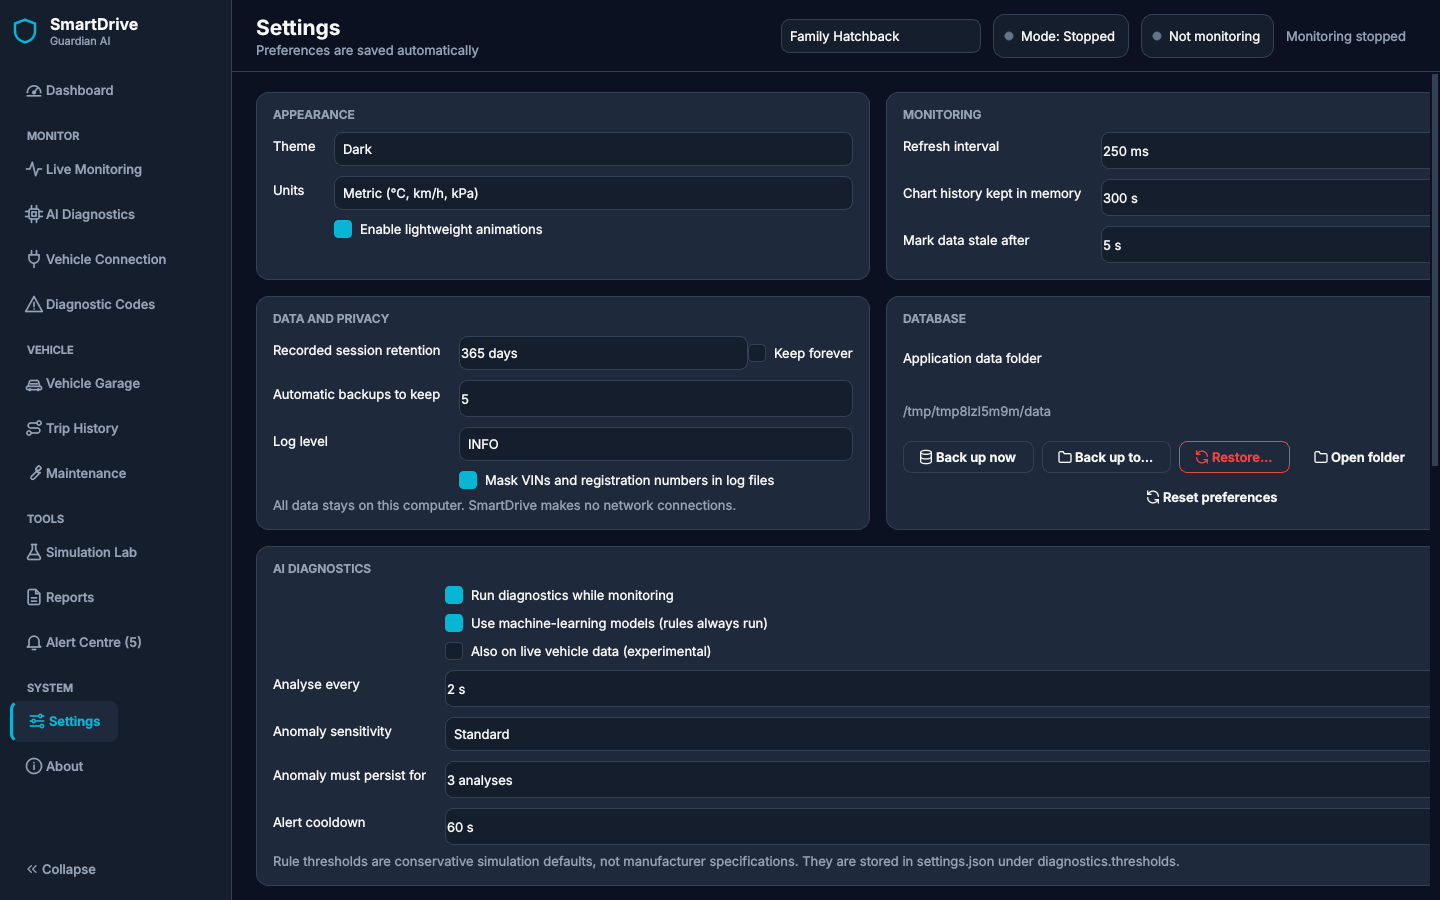 SmartDrive
Guardian AI
Dashboard
MONITOR
Live Monitoring
AI Diagnostics
Vehicle Connection
Diagnostic Codes
VEHICLE
Vehicle Garage
Trip History
Maintenance
TOOLS
Simulation Lab
Reports
Alert Centre (5)
SYSTEM
Settings
About
Collapse
Settings
Preferences are saved automatically
Family Hatchback
Mode: Stopped
Not monitoring
Monitoring stopped
APPEARANCE
Theme
Dark
Units
Metric (°C, km/h, kPa)
Enable lightweight animations
MONITORING
Refresh interval
250 ms
Chart history kept in memory
300 s
Mark data stale after
5 s
DATA AND PRIVACY
Recorded session retention
365 days
Keep forever
Automatic backups to keep
5
Log level
INFO
Mask VINs and registration numbers in log files
All data stays on this computer. SmartDrive makes no network connections.
DATABASE
Application data folder
/tmp/tmp8lzl5m9m/data
Back up now
Back up to...
Restore...
Open folder
Reset preferences
AI DIAGNOSTICS
Run diagnostics while monitoring
Use machine-learning models (rules always run)
Also on live vehicle data (experimental)
Analyse every
2 s
Anomaly sensitivity
Standard
Anomaly must persist for
3 analyses
Alert cooldown
60 s
Rule thresholds are conservative simulation defaults, not manufacturer specifications. They are stored in settings.json under diagnostics.thresholds.